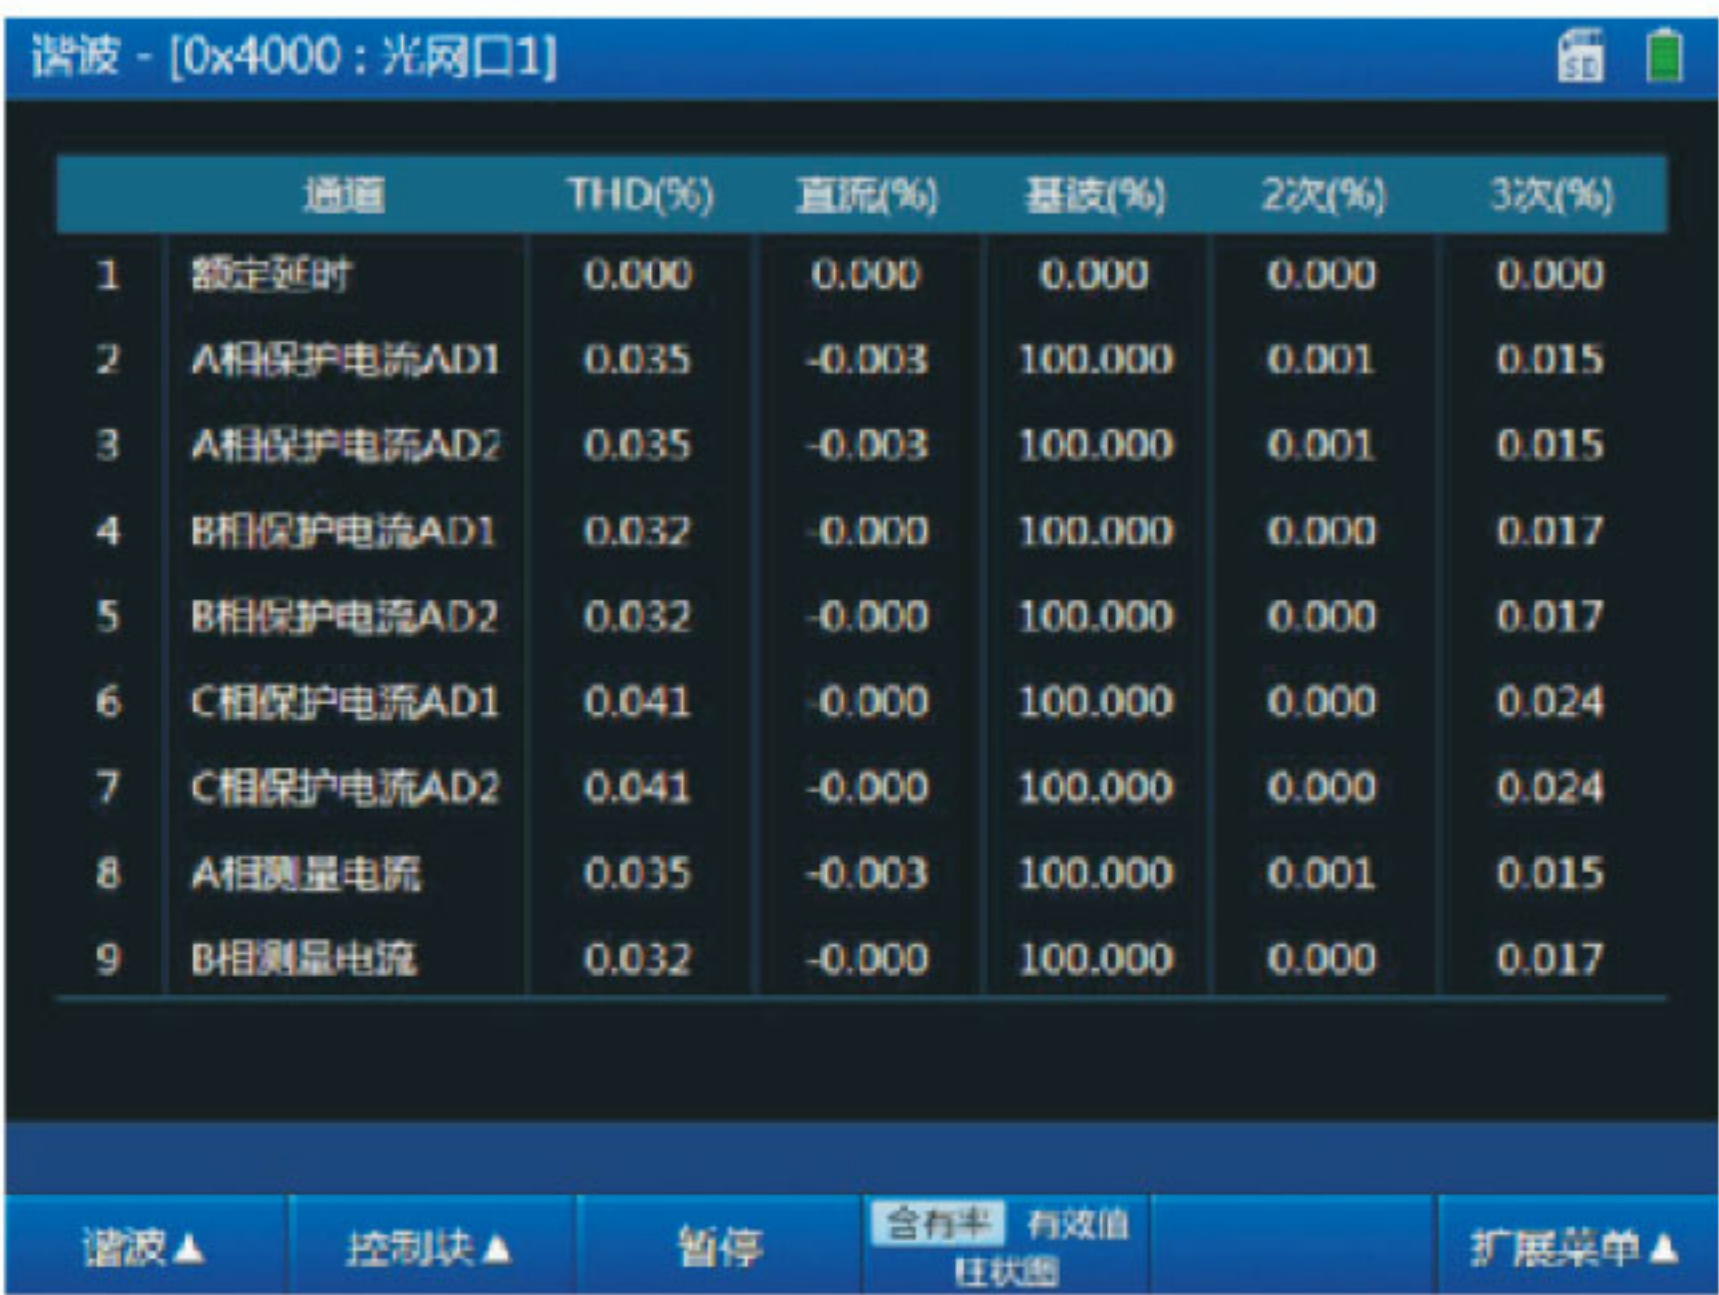 谐波 - [0x4000 : 光网口1]
SD
通道 THD(%) 直流(%) 基波(%) 2次(%) 3次(%)
1 额定延时 0.000 0.000 0.000 0.000 0.000
2 A相保护电流AD1 0.035 -0.003 100.000 0.001 0.015
3 A相保护电流AD2 0.035 -0.003 100.000 0.001 0.015
4 B相保护电流AD1 0.032 -0.000 100.000 0.000 0.017
5 B相保护电流AD2 0.032 -0.000 100.000 0.000 0.017
6 C相保护电流AD1 0.041 -0.000 100.000 0.000 0.024
7 C相保护电流AD2 0.041 -0.000 100.000 0.000 0.024
8 A相测量电流 0.035 -0.003 100.000 0.001 0.015
9 B相测量电流 0.032 -0.000 100.000 0.000 0.017
谐波▲ 控制块▲ 暂停 含有率 有效值 扩展菜单▲
柱状图